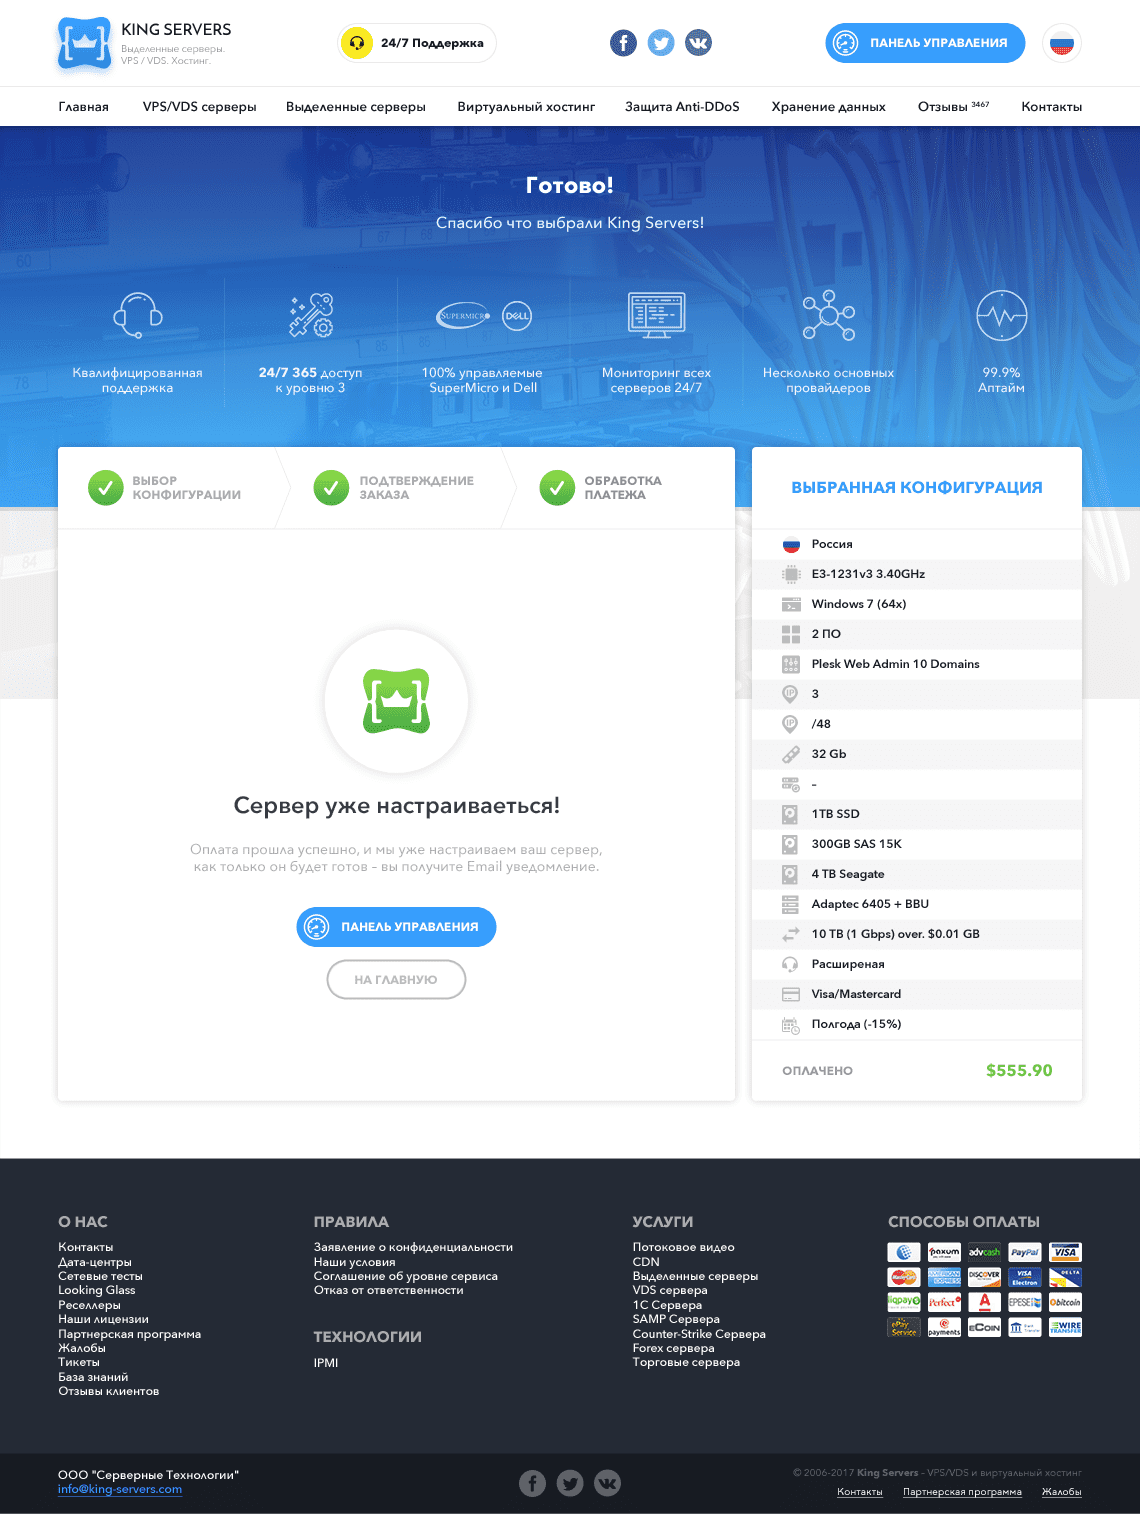 KING SERVERS
Выделенные серверы.
VPS / VDS. Хостинг.
24/7 Поддержка
ПАНЕЛЬ УПРАВЛЕНИЯ
Главная
VPS/VDS серверы
Выделенные серверы
Виртуальный хостинг
Защита Anti-DDoS
Хранение данных
Отзывы 3467
Контакты
Готово!
Спасибо что выбрали King Servers!
SUPERMICRO
DELL
Квалифицированная
поддержка
24/7 365 доступ
к уровню 3
100% управляемые
SuperMicro и Dell
Мониторинг всех
серверов 24/7
Несколько основных
провайдеров
99.9%
Аптайм
ВЫБОР
КОНФИГУРАЦИИ
ПОДТВЕРЖДЕНИЕ
ЗАКАЗА
ОБРАБОТКА
ПЛАТЕЖА
Сервер уже настраиваеться!
Оплата прошла успешно, и мы уже настраиваем ваш сервер,
как только он будет готов – вы получите Email уведомление.
ПАНЕЛЬ УПРАВЛЕНИЯ
НА ГЛАВНУЮ
ВЫБРАННАЯ КОНФИГУРАЦИЯ
Россия
E3-1231v3 3.40GHz
Windows 7 (64x)
2 ПО
Plesk Web Admin 10 Domains
IP 3
IP /48
32 Gb
–
1TB SSD
300GB SAS 15K
4 TB Seagate
Adaptec 6405 + BBU
10 TB (1 Gbps) over. $0.01 GB
Расширеная
Visa/Mastercard
Полгода (-15%)
ОПЛАЧЕНО
$555.90
О НАС
Контакты
Дата-центры
Сетевые тесты
Looking Glass
Реселлеры
Наши лицензии
Партнерская программа
Жалобы
Тикеты
База знаний
Отзывы клиентов
ПРАВИЛА
Заявление о конфиденциальности
Наши условия
Соглашение об уровне сервиса
Отказ от ответственности
ТЕХНОЛОГИИ
IPMI
УСЛУГИ
Потоковое видео
CDN
Выделенные серверы
VDS сервера
1С Сервера
SAMP Сервера
Counter-Strike Сервера
Forex сервера
Торговые сервера
СПОСОБЫ ОПЛАТЫ
paxum
advcash
PayPal
VISA
MasterCard
AMERICAN EXPRESS
DISCOVER
VISA Electron
DELTA
liqpay
Perfect
А
EPESE
bitcoin
ePay Service
payments
eCoin
WIRE TRANSFER
ООО "Серверные Технологии"
info@king-servers.com
© 2006-2017 King Servers – VPS/VDS и виртуальный хостинг
Контакты
Партнерская программа
Жалобы